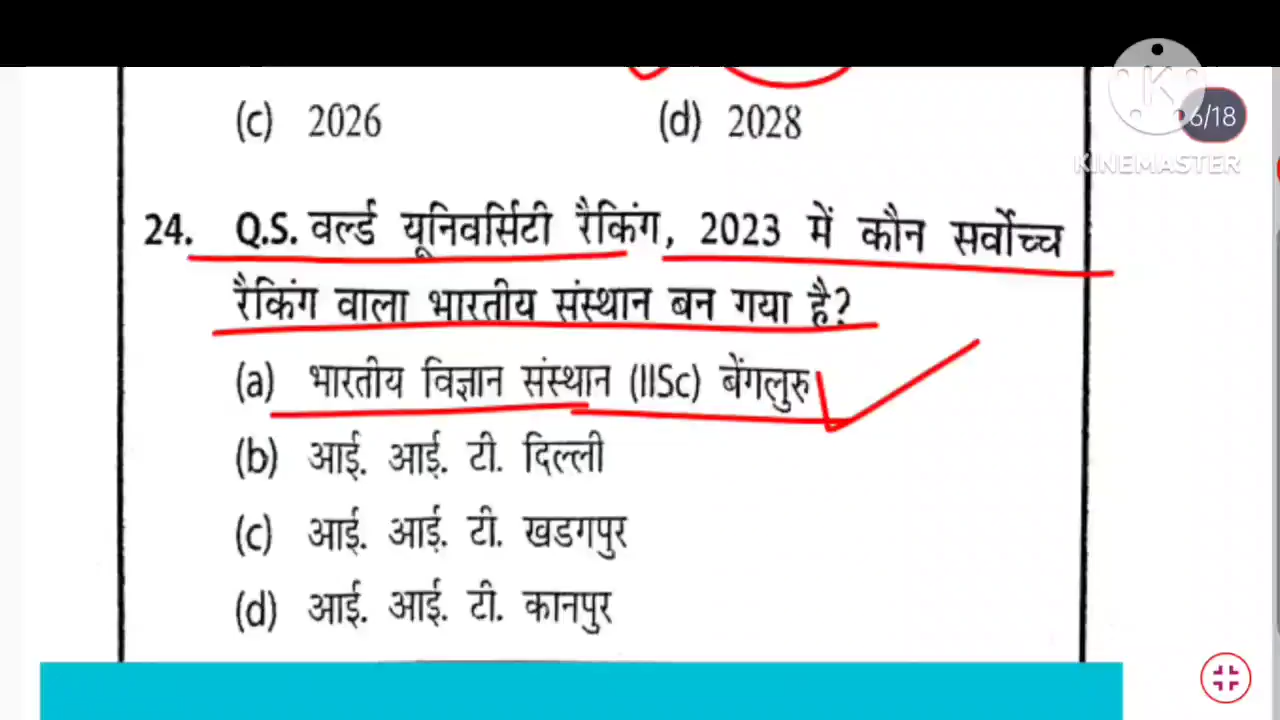 (c) 2026 (d) 2028
6/18
KINEMASTER
24. Q.S. वर्ल्ड यूनिवर्सिटी रैकिंग, 2023 में कौन सर्वोच्च
रैकिंग वाला भारतीय संस्थान बन गया है?
(a) भारतीय विज्ञान संस्थान (IISc) बेंगलुरु
(b) आई. आई. टी. दिल्ली
(c) आई. आई. टी. खडगपुर
(d) आई. आई. टी. कानपुर